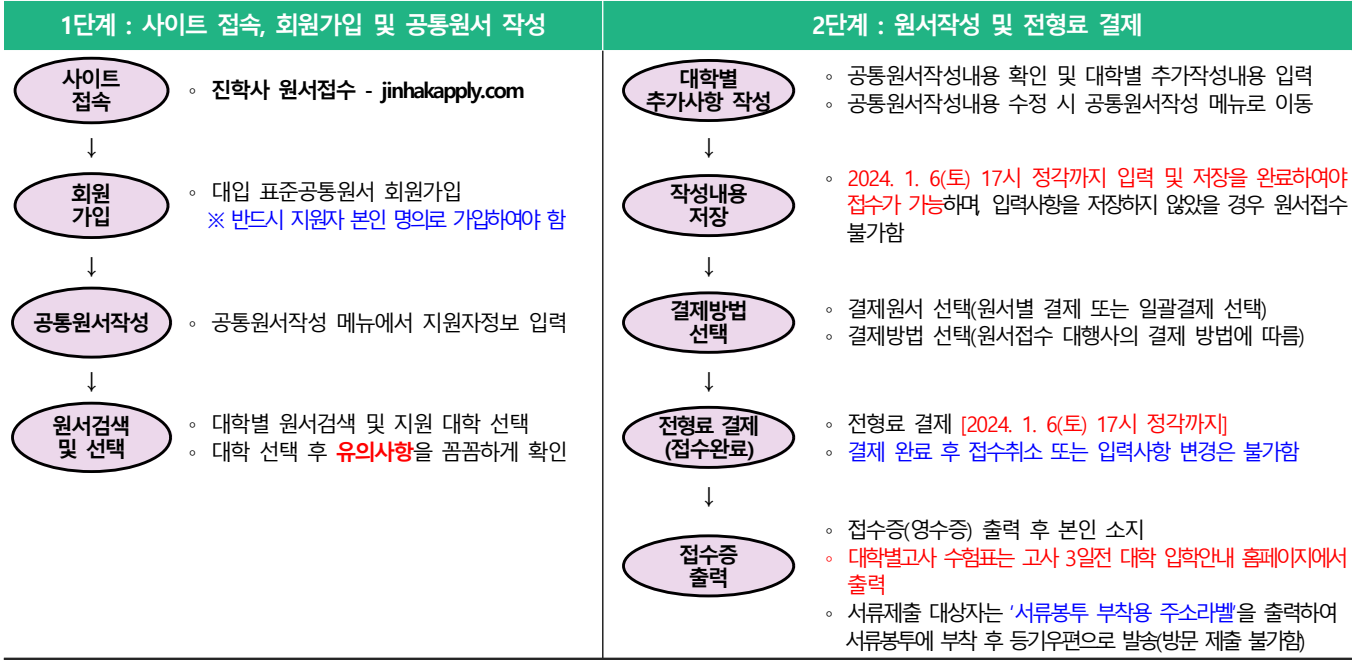 1단계 : 사이트 접속, 회원가입 및 공통원서 작성
사이트
접속
◦ 진학사 원서접수 - jinhakapply.com
↓
회원
가입
◦ 대입 표준공통원서 회원가입
※ 반드시 지원자 본인 명의로 가입하여야 함
↓
공통원서작성
◦ 공통원서작성 메뉴에서 지원자정보 입력
↓
원서검색
및 선택
◦ 대학별 원서검색 및 지원 대학 선택
◦ 대학 선택 후 유의사항을 꼼꼼하게 확인
2단계 : 원서작성 및 전형료 결제
대학별
추가사항 작성
◦ 공통원서작성내용 확인 및 대학별 추가작성내용 입력
◦ 공통원서작성내용 수정 시 공통원서작성 메뉴로 이동
↓
작성내용
저장
◦ 2024. 1. 6(토) 17시 정각까지 입력 및 저장을 완료하여야
접수가 가능하며, 입력사항을 저장하지 않았을 경우 원서접수
불가함
↓
결제방법
선택
◦ 결제원서 선택(원서별 결제 또는 일괄결제 선택)
◦ 결제방법 선택(원서접수 대행사의 결제 방법에 따름)
↓
전형료 결제
(접수완료)
◦ 전형료 결제 [2024. 1. 6(토) 17시 정각까지]
◦ 결제 완료 후 접수취소 또는 입력사항 변경은 불가함
↓
접수증
출력
◦ 접수증(영수증) 출력 후 본인 소지
◦ 대학별고사 수험표는 고사 3일전 대학 입학안내 홈페이지에서
출력
◦ 서류제출 대상자는 '서류봉투 부착용 주소라벨'을 출력하여
서류봉투에 부착 후 등기우편으로 발송(방문 제출 불가함)